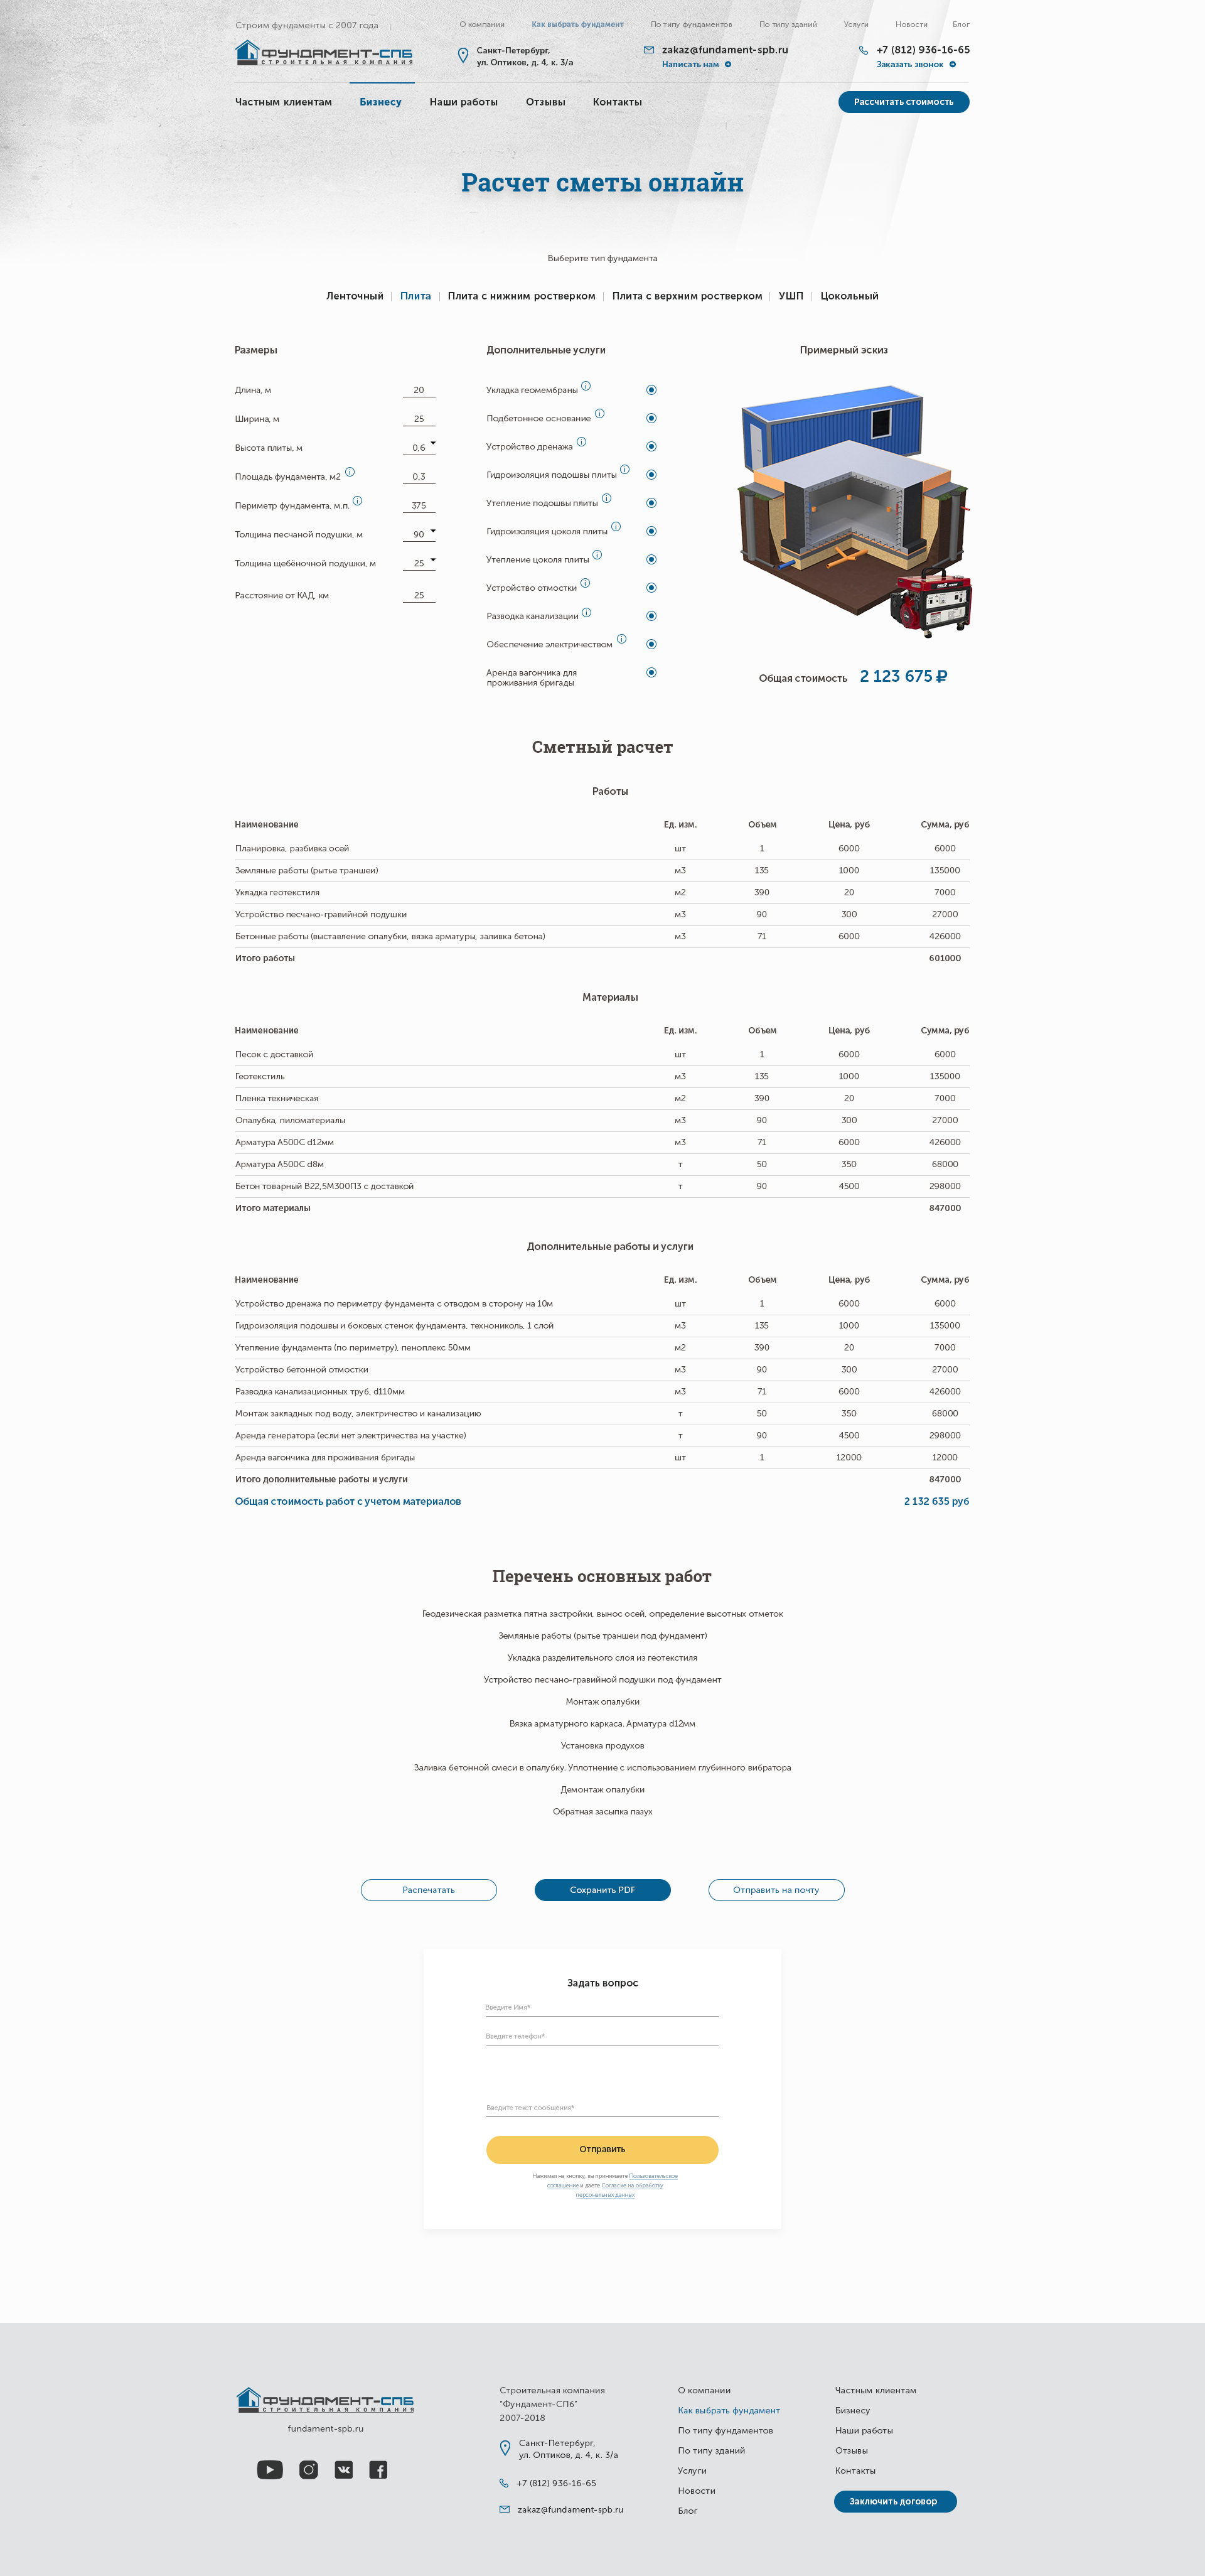 Строим фундаменты с 2007 года
О компании Как выбрать фундамент По типу фундаментов По типу зданий Услуги Новости Блог
ФУНДАМЕНТ-СПБ
СТРОИТЕЛЬНАЯ КОМПАНИЯ
Санкт-Петербург,
ул. Оптиков, д. 4, к. 3/а
zakaz@fundament-spb.ru
Написать нам
+7 (812) 936-16-65
Заказать звонок
Частным клиентам Бизнесу Наши работы Отзывы Контакты Рассчитать стоимость
Расчет сметы онлайн
Выберите тип фундамента
Ленточный Плита Плита с нижним ростверком Плита с верхним ростверком УШП Цокольный
Размеры
Длина, м 20
Ширина, м 25
Высота плиты, м 0,6
Площадь фундамента, м2 0,3
Периметр фундамента, м.п. 375
Толщина песчаной подушки, м 90
Толщина щебёночной подушки, м 25
Расстояние от КАД, км 25
Дополнительные услуги
Укладка геомембраны
Подбетонное основание
Устройство дренажа
Гидроизоляция подошвы плиты
Утепление подошвы плиты
Гидроизоляция цоколя плиты
Утепление цоколя плиты
Устройство отмостки
Разводка канализации
Обеспечение электричеством
Аренда вагончика для
проживания бригады
Примерный эскиз
Общая стоимость 2 123 675 ₽
Сметный расчет
Работы
Наименование Ед. изм. Объем Цена, руб Сумма, руб
Планировка, разбивка осей шт 1 6000 6000
Земляные работы (рытье траншеи) м3 135 1000 135000
Укладка геотекстиля м2 390 20 7000
Устройство песчано-гравийной подушки м3 90 300 27000
Бетонные работы (выставление опалубки, вязка арматуры, заливка бетона) м3 71 6000 426000
Итого работы 601000
Материалы
Наименование Ед. изм. Объем Цена, руб Сумма, руб
Песок с доставкой шт 1 6000 6000
Геотекстиль м3 135 1000 135000
Пленка техническая м2 390 20 7000
Опалубка, пиломатериалы м3 90 300 27000
Арматура А500С d12мм м3 71 6000 426000
Арматура А500С d8м т 50 350 68000
Бетон товарный В22,5М300П3 с доставкой т 90 4500 298000
Итого материалы 847000
Дополнительные работы и услуги
Наименование Ед. изм. Объем Цена, руб Сумма, руб
Устройство дренажа по периметру фундамента с отводом в сторону на 10м шт 1 6000 6000
Гидроизоляция подошвы и боковых стенок фундамента, технониколь, 1 слой м3 135 1000 135000
Утепление фундамента (по периметру), пеноплекс 50мм м2 390 20 7000
Устройство бетонной отмостки м3 90 300 27000
Разводка канализационных труб, d110мм м3 71 6000 426000
Монтаж закладных под воду, электричество и канализацию т 50 350 68000
Аренда генератора (если нет электричества на участке) т 90 4500 298000
Аренда вагончика для проживания бригады шт 1 12000 12000
Итого дополнительные работы и услуги 847000
Общая стоимость работ с учетом материалов 2 132 635 руб
Перечень основных работ
Геодезическая разметка пятна застройки, вынос осей, определение высотных отметок
Земляные работы (рытье траншеи под фундамент)
Укладка разделительного слоя из геотекстиля
Устройство песчано-гравийной подушки под фундамент
Монтаж опалубки
Вязка арматурного каркаса. Арматура d12мм
Установка продухов
Заливка бетонной смеси в опалубку. Уплотнение с использованием глубинного вибратора
Демонтаж опалубки
Обратная засыпка пазух
Распечатать Сохранить PDF Отправить на почту
Задать вопрос
Введите Имя*
Введите телефон*
Введите текст сообщения*
Отправить
Нажимая на кнопку, вы принимаете Пользовательское
соглашение и даете Согласие на обработку
персональных данных
ФУНДАМЕНТ-СПБ
СТРОИТЕЛЬНАЯ КОМПАНИЯ
fundament-spb.ru
Строительная компания
"Фундамент-СПб"
2007-2018
Санкт-Петербург,
ул. Оптиков, д. 4, к. 3/а
+7 (812) 936-16-65
zakaz@fundament-spb.ru
О компании
Как выбрать фундамент
По типу фундаментов
По типу зданий
Услуги
Новости
Блог
Частным клиентам
Бизнесу
Наши работы
Отзывы
Контакты
Заключить договор